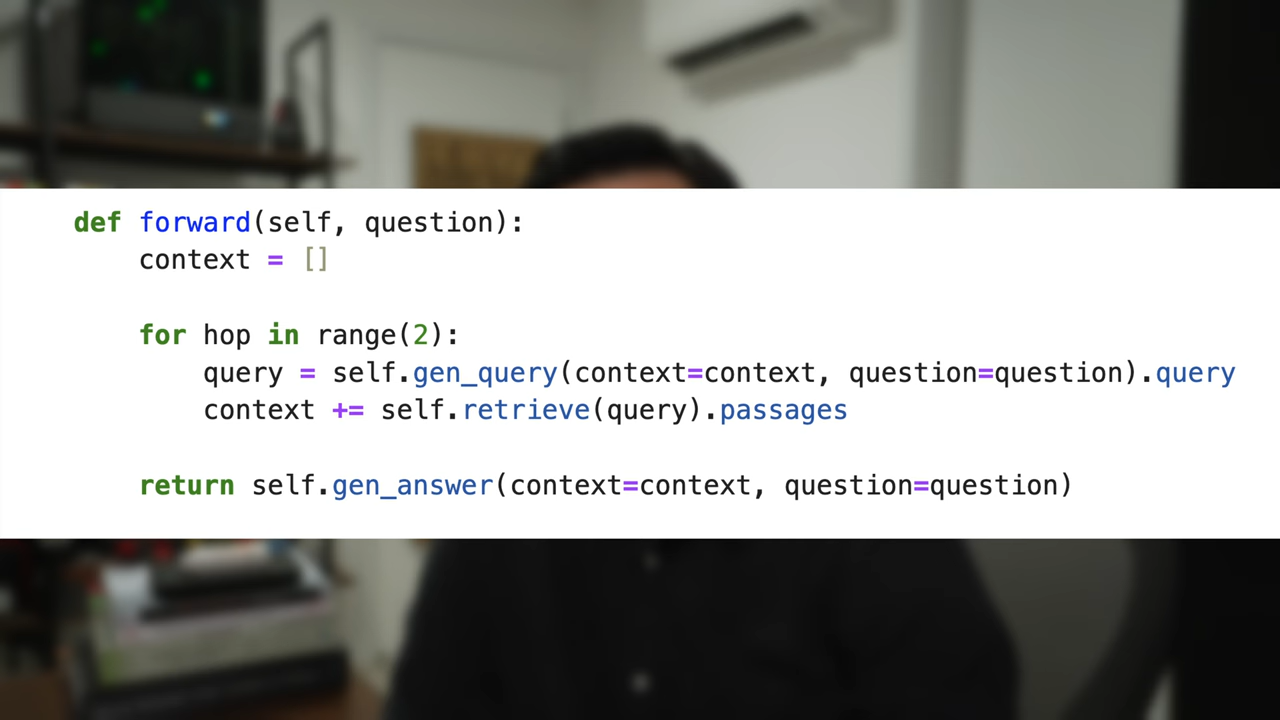 def forward(self, question):
context = []
for hop in range(2):
query = self.gen_query(context=context, question=question).query
context += self.retrieve(query).passages
return self.gen_answer(context=context, question=question)